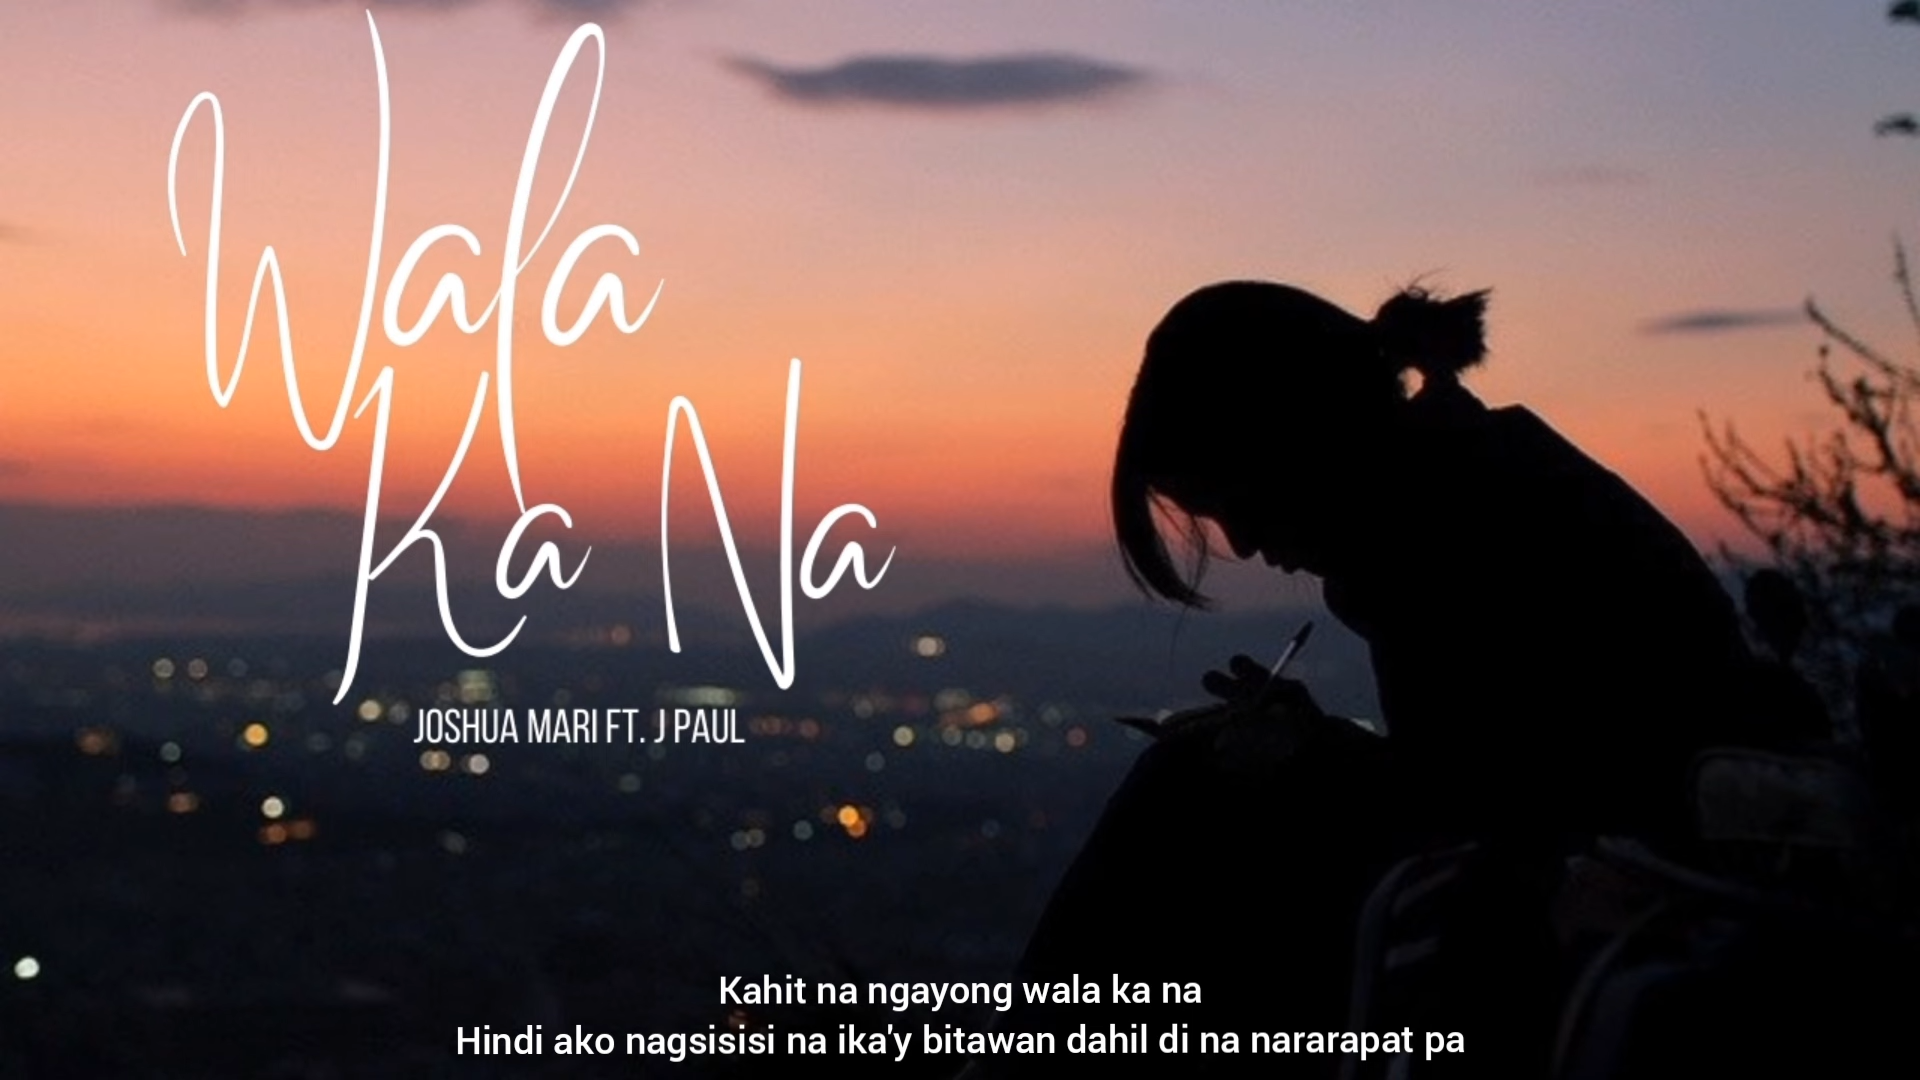 Wala
Ka Na
JOSHUA MARI FT. J PAUL
Kahit na ngayong wala ka na
Hindi ako nagsisisi na ika'y bitawan dahil di na nararapat pa